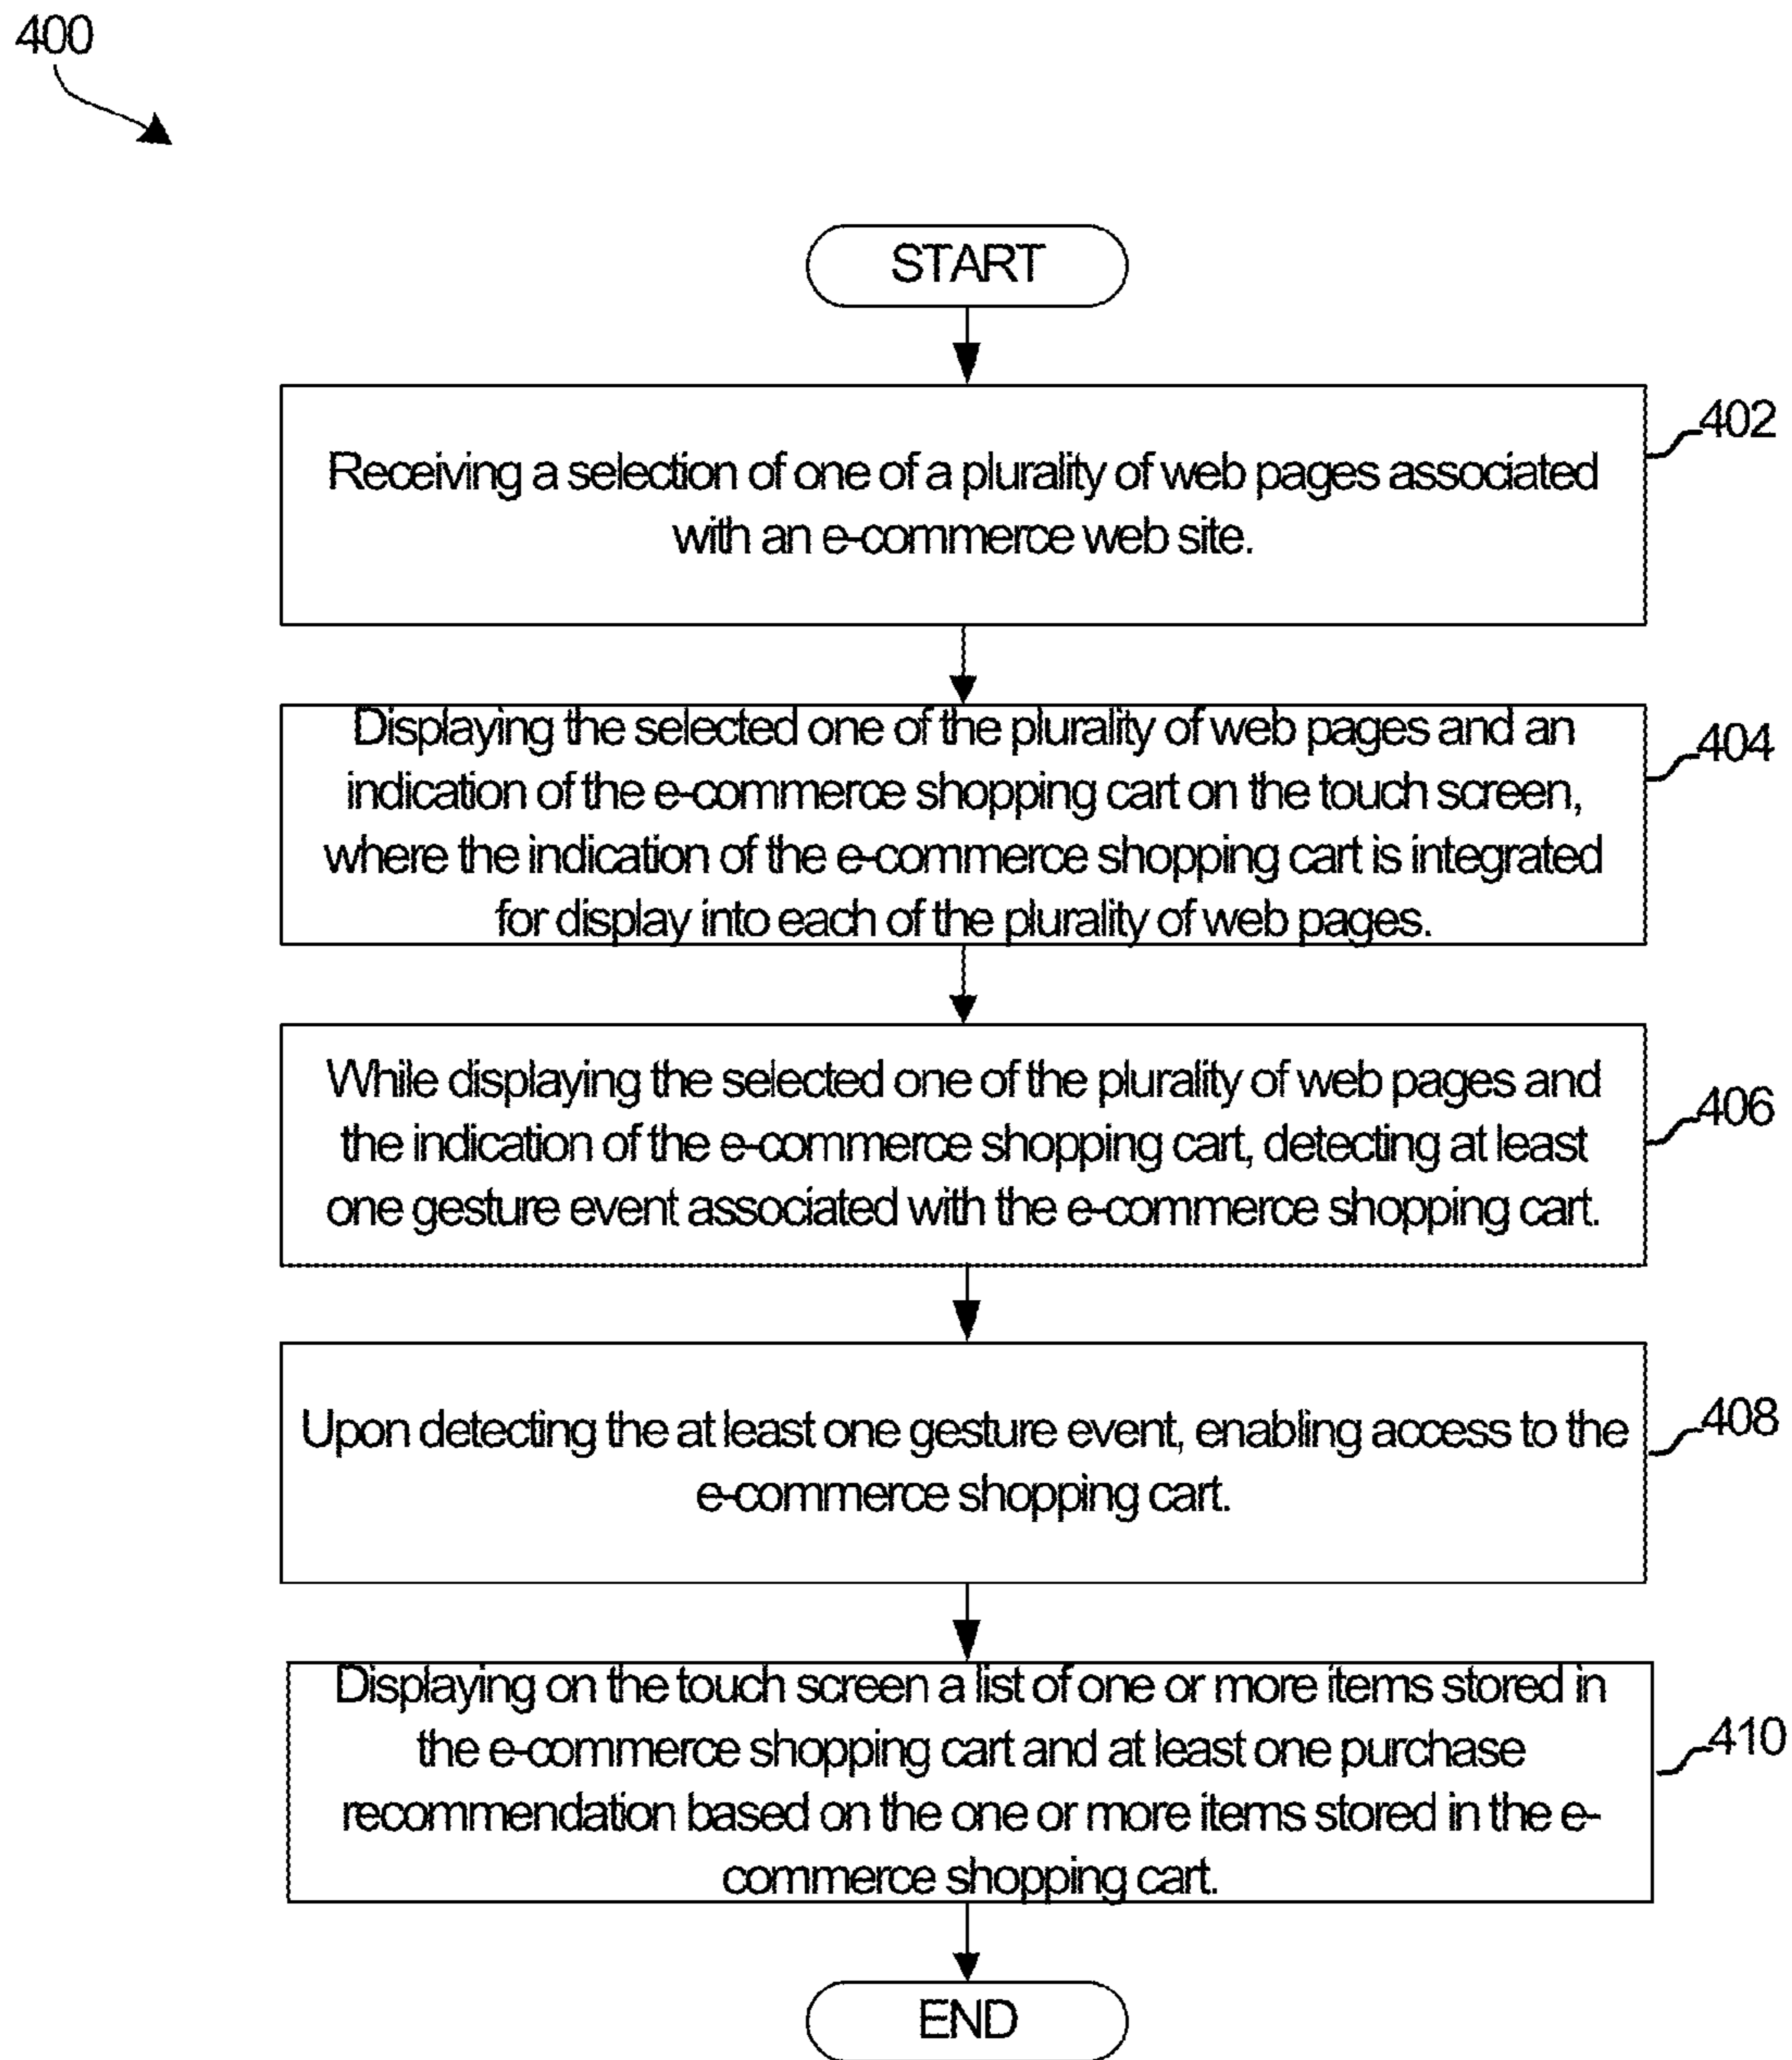 400
START
402
Receiving a selection of one of a plurality of web pages associated
with an e-commerce web site.
404
Displaying the selected one of the plurality of web pages and an
indication of the e-commerce shopping cart on the touch screen,
where the indication of the e-commerce shopping cart is integrated
for display into each of the plurality of web pages.
406
While displaying the selected one of the plurality of web pages and
the indication of the e-commerce shopping cart, detecting at least
one gesture event associated with the e-commerce shopping cart.
408
Upon detecting the at least one gesture event, enabling access to the
e-commerce shopping cart.
410
Displaying on the touch screen a list of one or more items stored in
the e-commerce shopping cart and at least one purchase
recommendation based on the one or more items stored in the e-
commerce shopping cart.
END